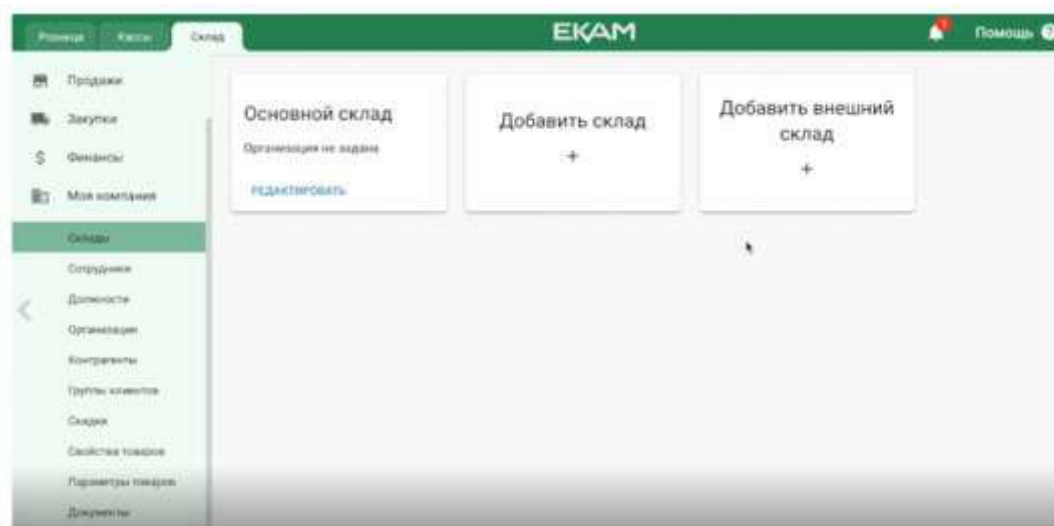 Розница Кассы Склад
EKAM
Помощь
Продажи
Закупки
$ Финансы
Моя компания
Склады
Сотрудники
Должности
Организации
Контрагенты
Группы клиентов
Скидки
Свойства товаров
Параметры товаров
Документы
Основной склад
Организация не задана
РЕДАКТИРОВАТЬ
Добавить склад
+
Добавить внешний
склад
+